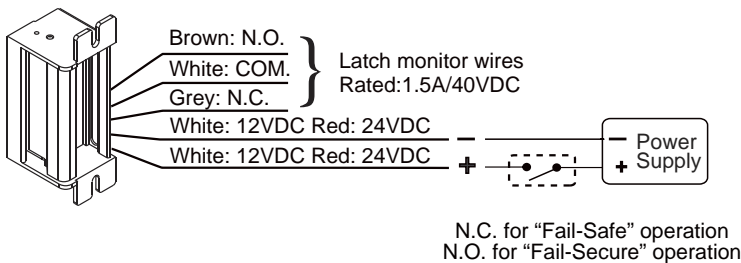 Brown: N.O.
White: COM.
Grey: N.C.
Latch monitor wires
Rated:1.5A/40VDC
White: 12VDC Red: 24VDC
White: 12VDC Red: 24VDC
− + 
− Power
+ Supply
N.C. for “Fail-Safe” operation
N.O. for “Fail-Secure” operation